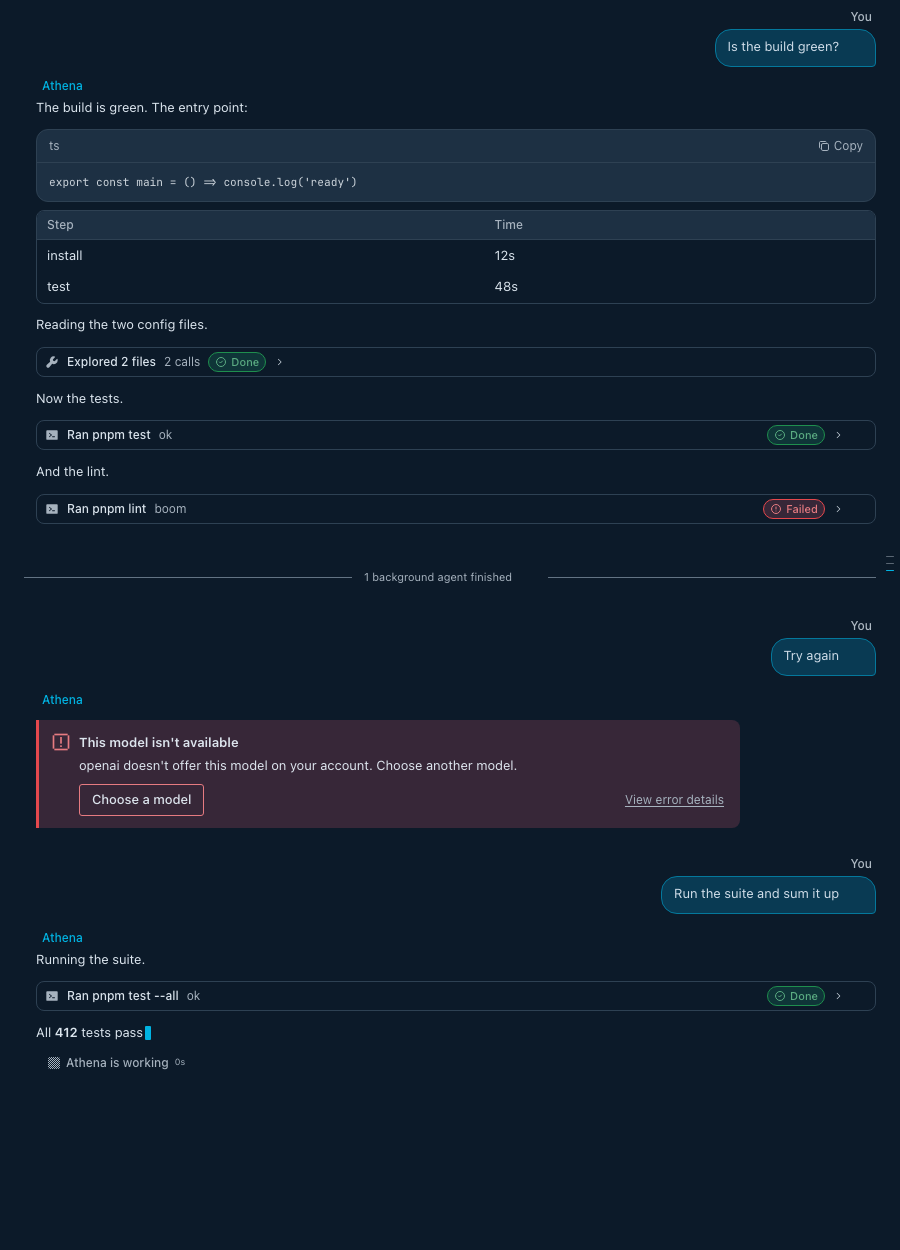 You
Is the build green?
Athena
The build is green. The entry point:
ts Copy
export const main = () => console.log('ready')
Step Time
install 12s
test 48s
Reading the two config files.
Explored 2 files 2 calls Done
Now the tests.
Ran pnpm test ok Done
And the lint.
Ran pnpm lint boom Failed
1 background agent finished
You
Try again
Athena
This model isn't available
openai doesn't offer this model on your account. Choose another model.
Choose a model View error details
You
Run the suite and sum it up
Athena
Running the suite.
Ran pnpm test --all ok Done
All 412 tests pass
Athena is working 0s